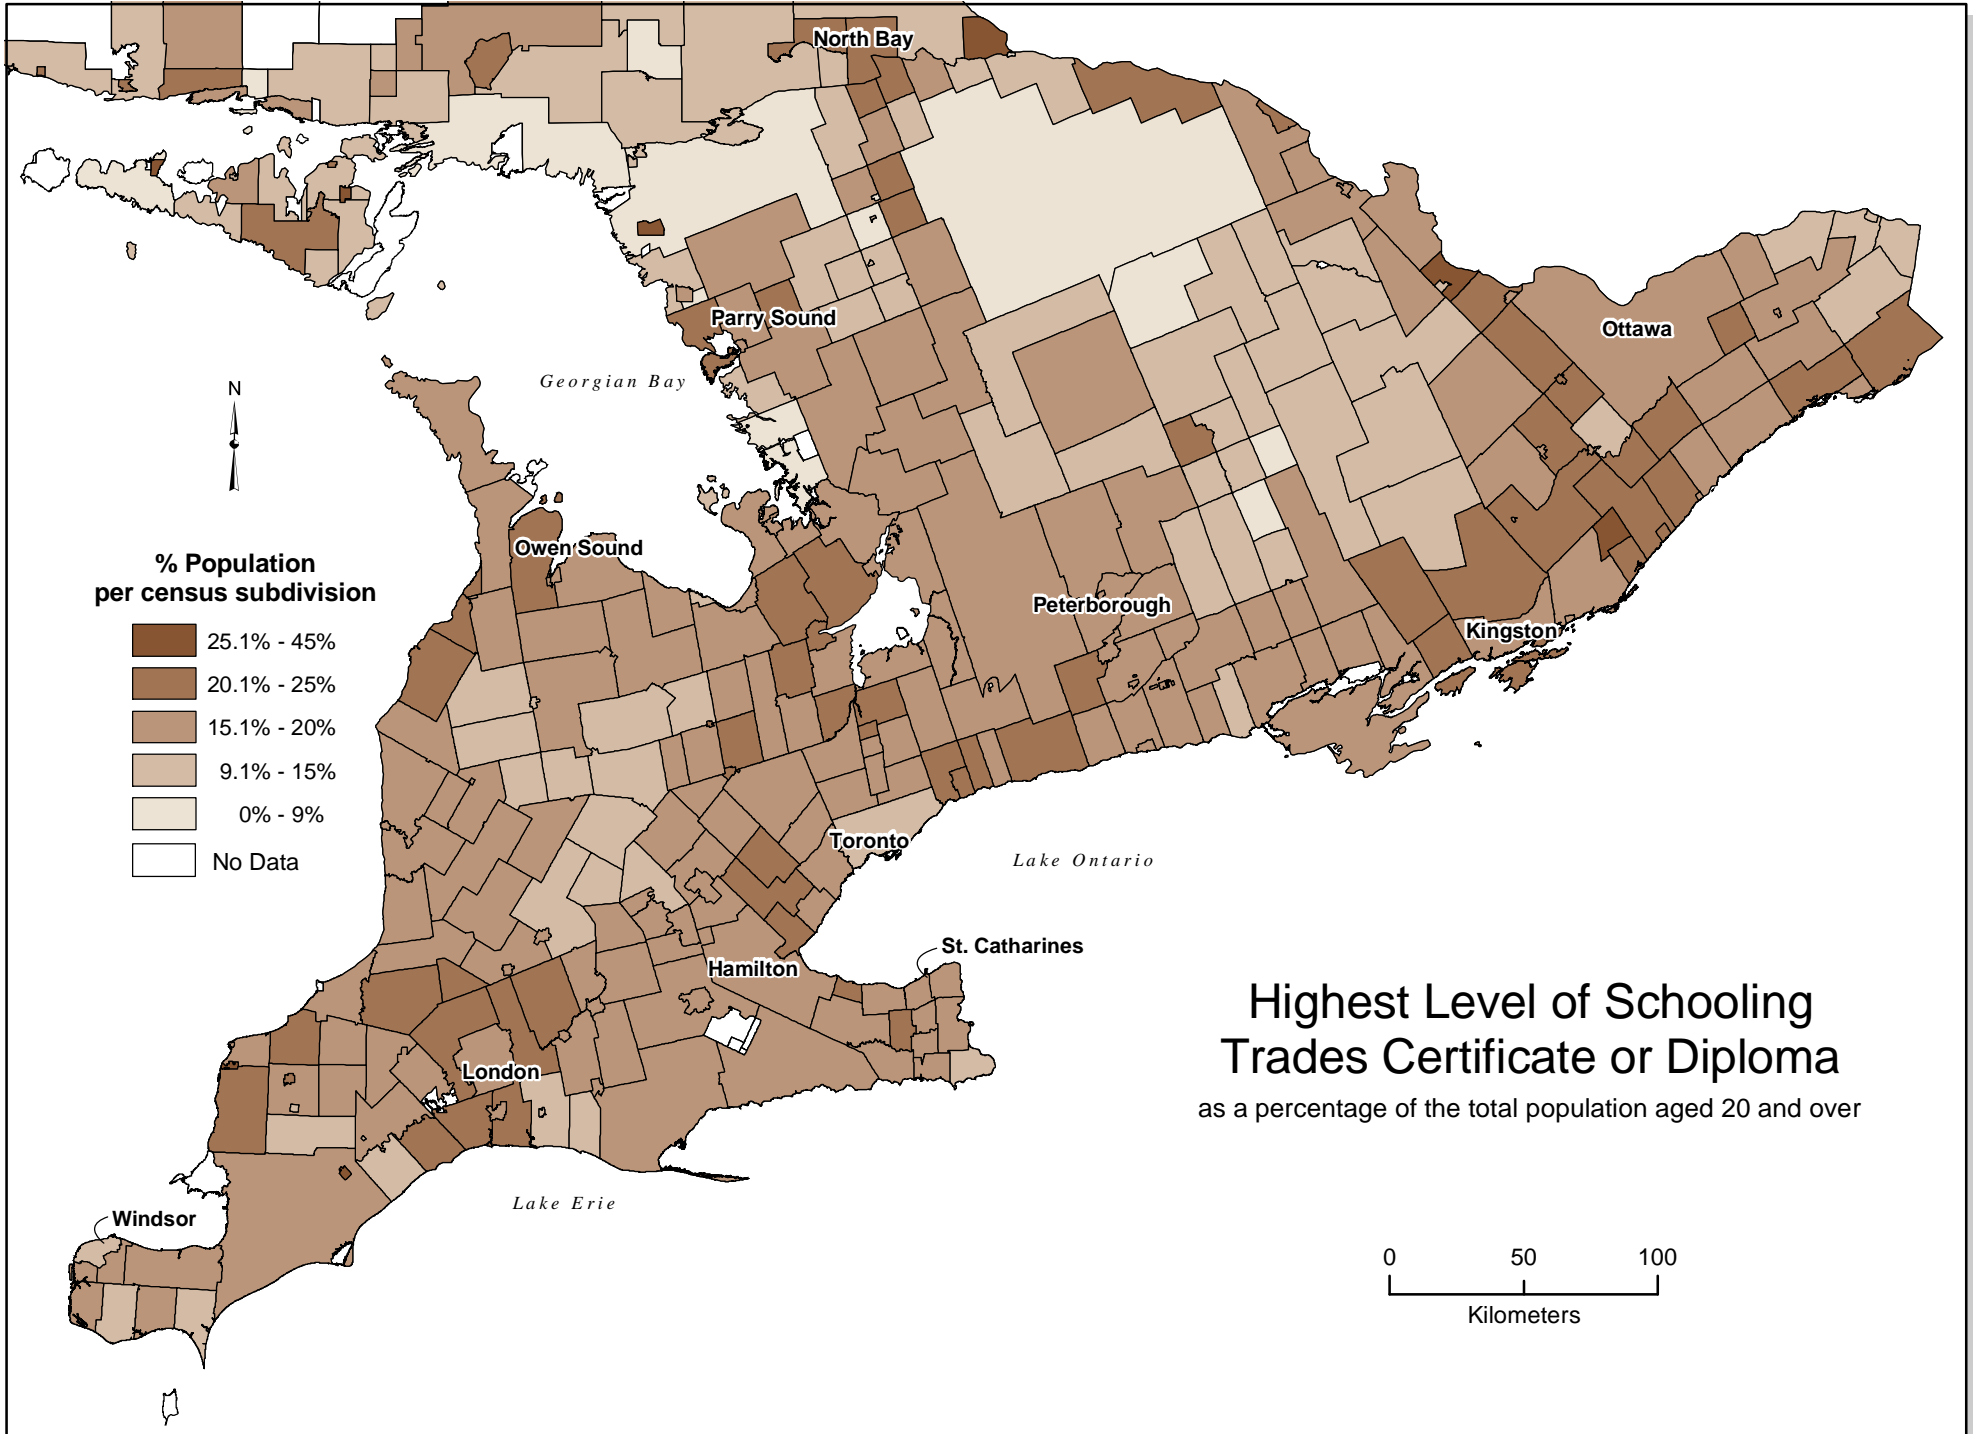 North Bay
Parry Sound
Ottawa
Georgian Bay
N
Owen Sound
% Population
per census subdivision
25.1% - 45%
20.1% - 25%
15.1% - 20%
9.1% - 15%
0% - 9%
No Data
Peterborough
Kingston
Toronto
Lake Ontario
St. Catharines
Hamilton
London
Highest Level of Schooling
Trades Certificate or Diploma
as a percentage of the total population aged 20 and over
Lake Erie
Windsor
0 50 100
Kilometers